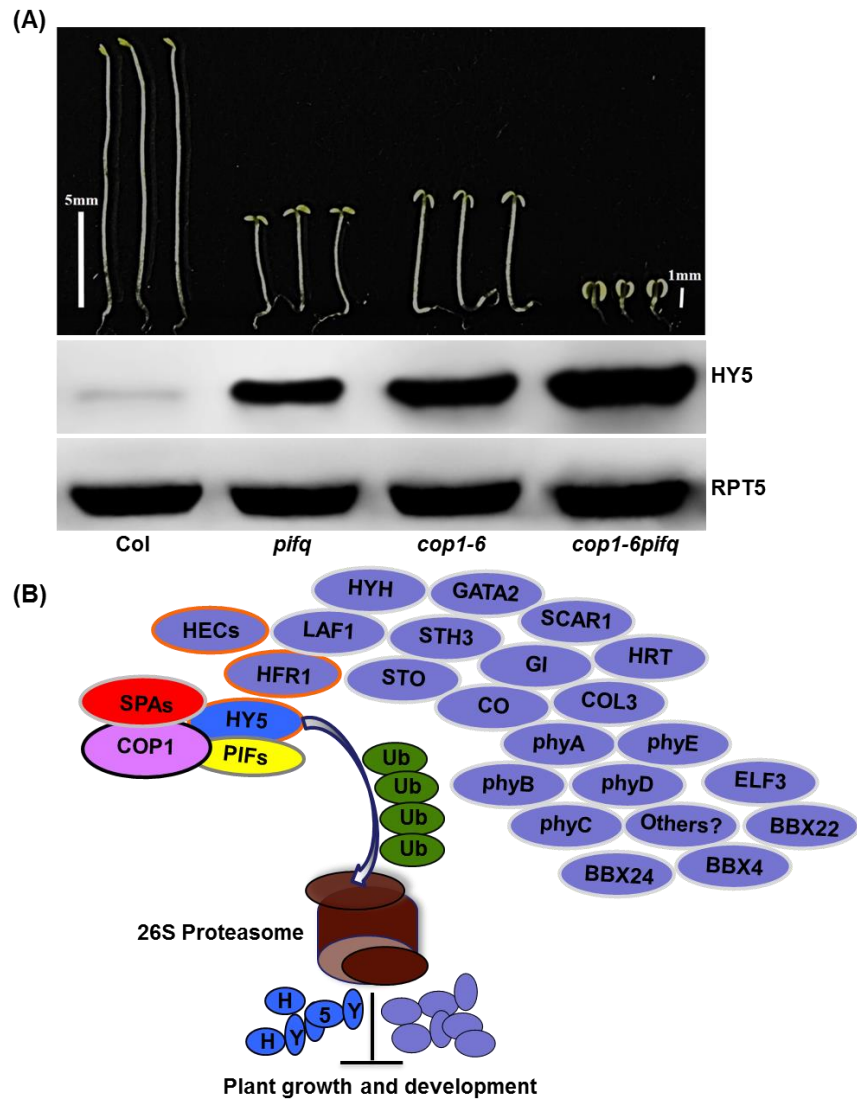 (A)
5mm
1mm
HY5
RPT5
Col
pifq
cop1-6
cop1-6pifq
(B)
HYH
GATA2
SCAR1
HECs
LAF1
STH3
GI
HRT
HFR1
STO
CO
COL3
SPAs
HY5
COP1
PIFs
phyA
phyE
Ub
Ub
Ub
Ub
phyB
phyD
ELF3
phyC
Others?
BBX22
BBX24
BBX4
26S Proteasome
H
5
Y
H
Y
Plant growth and development